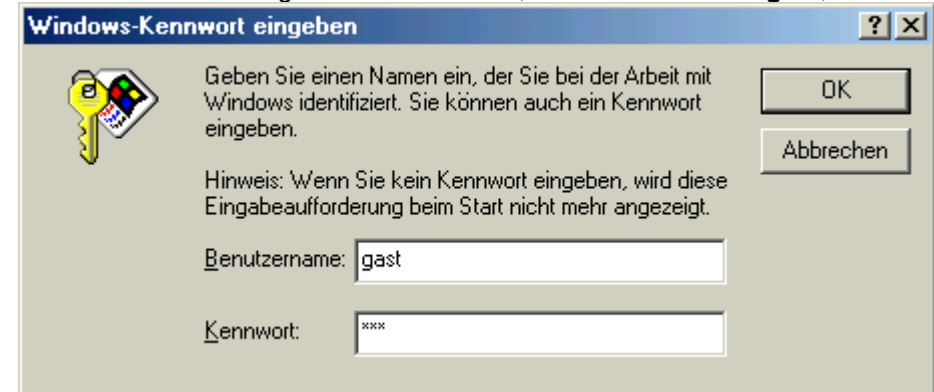 Windows-Kennwort eingeben
Geben Sie einen Namen ein, der Sie bei der Arbeit mit
Windows identifiziert. Sie können auch ein Kennwort
eingeben.
OK
Abbrechen
Hinweis: Wenn Sie kein Kennwort eingeben, wird diese
Eingabeaufforderung beim Start nicht mehr angezeigt.
Benutzername: gast
Kennwort: ***